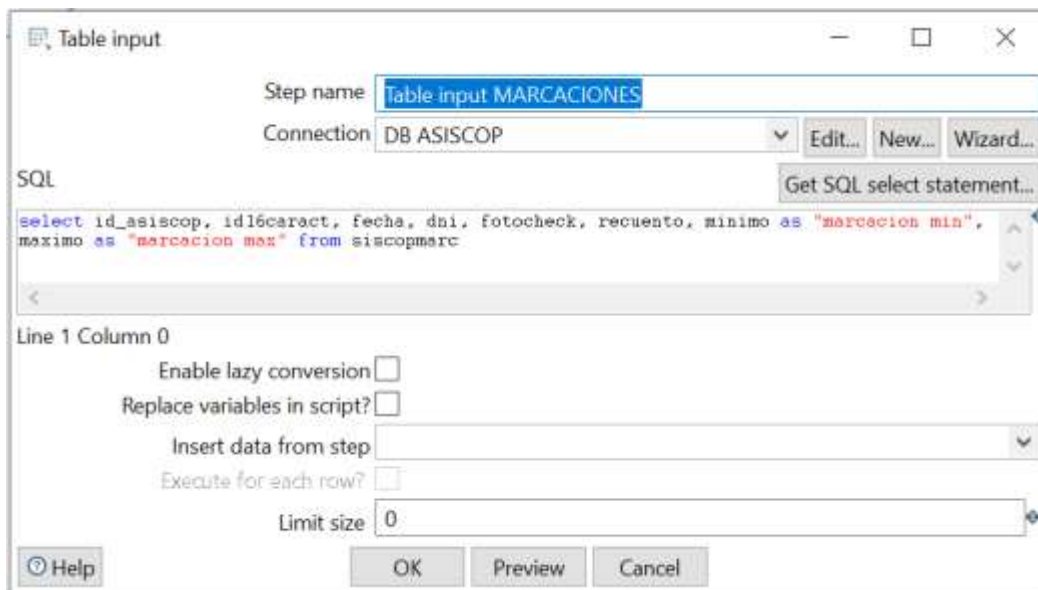 Table input
Step name Table input MARCACIONES
Connection DB ASISCOP Edit... New... Wizard...
SQL Get SQL select statement...
select id_asiscop, id16caract, fecha, dni, fotocheck, recuento, minimo as "marcacion min",
maximo as "marcacion max" from siscopmarc
Line 1 Column 0
Enable lazy conversion
Replace variables in script?
Insert data from step
Execute for each row?
Limit size 0
Help OK Preview Cancel